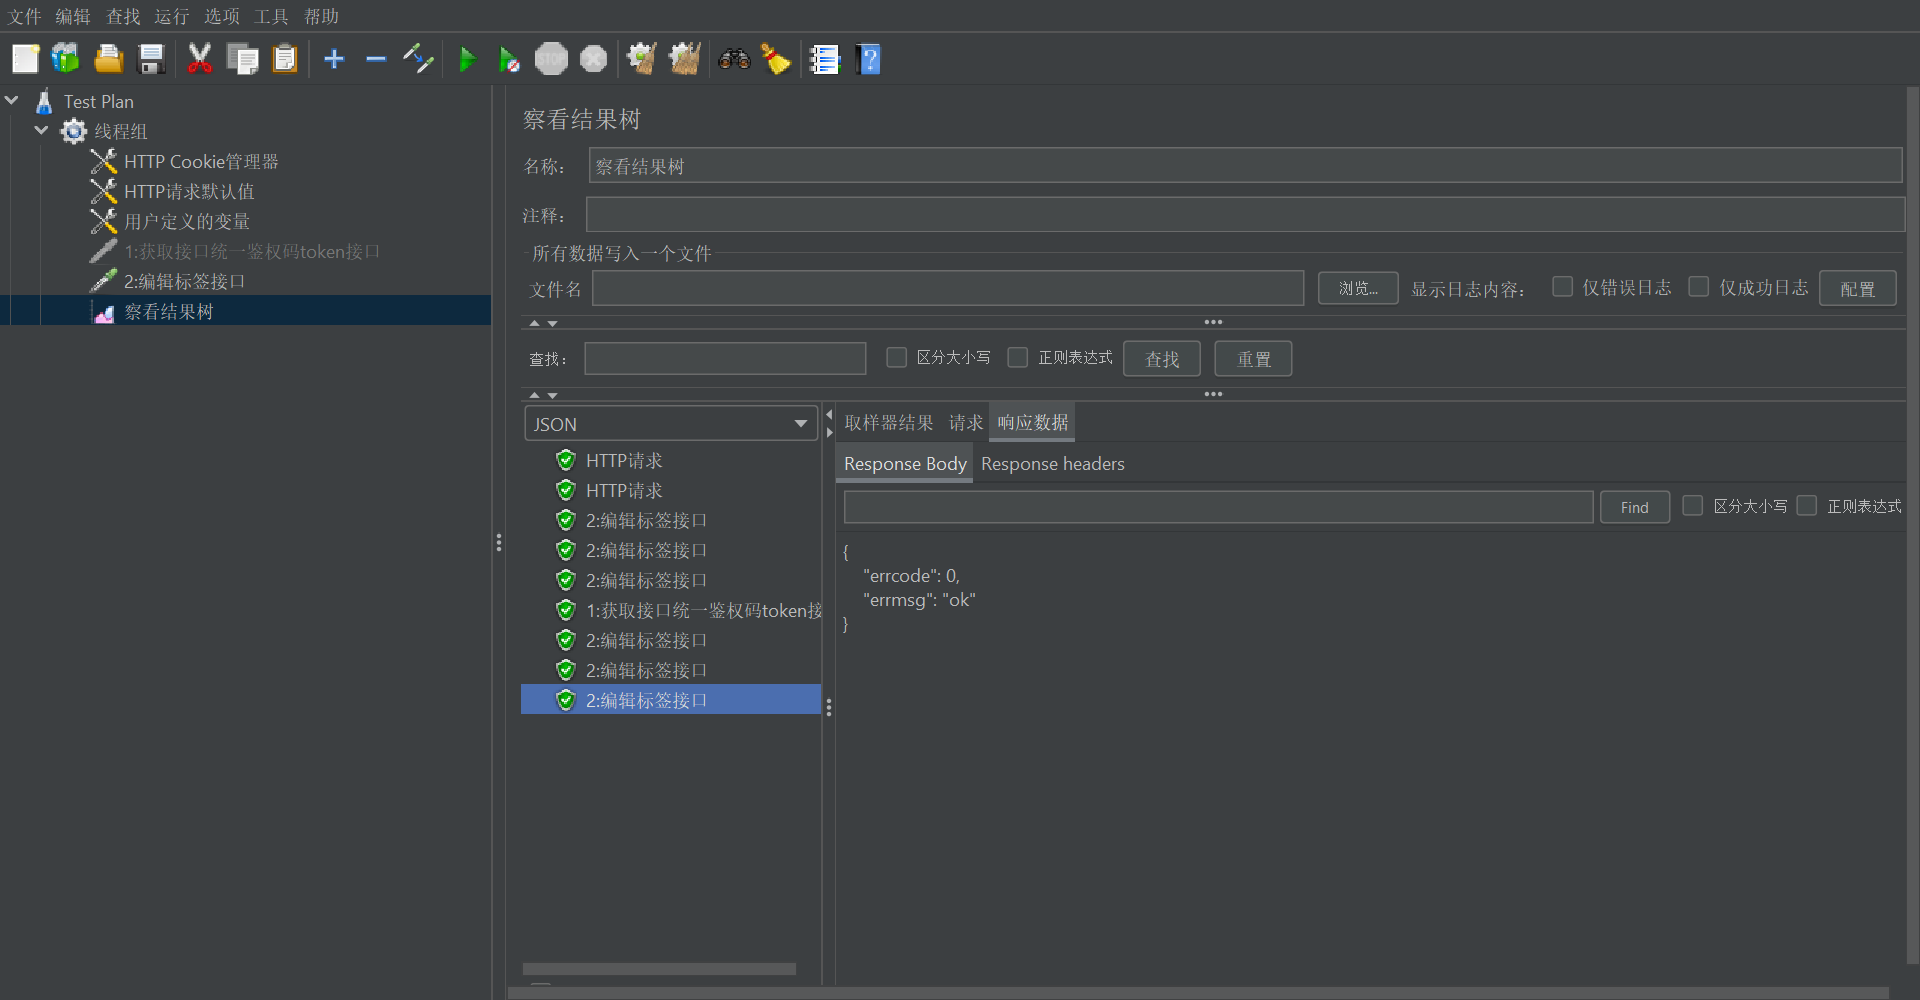 文件 编辑 查找 运行 选项 工具 帮助
STOP
Test Plan
线程组
HTTP Cookie管理器
HTTP请求默认值
用户定义的变量
1:获取接口统一鉴权码token接口
2:编辑标签接口
察看结果树
察看结果树
名称： 察看结果树
注释：
所有数据写入一个文件
文件名 浏览... 显示日志内容： 仅错误日志 仅成功日志 配置
查找： 区分大小写 正则表达式 查找 重置
JSON
HTTP请求
HTTP请求
2:编辑标签接口
2:编辑标签接口
2:编辑标签接口
1:获取接口统一鉴权码token接
2:编辑标签接口
2:编辑标签接口
2:编辑标签接口
取样器结果 请求 响应数据
Response Body Response headers
Find 区分大小写 正则表达式
{
"errcode": 0,
"errmsg": "ok"
}